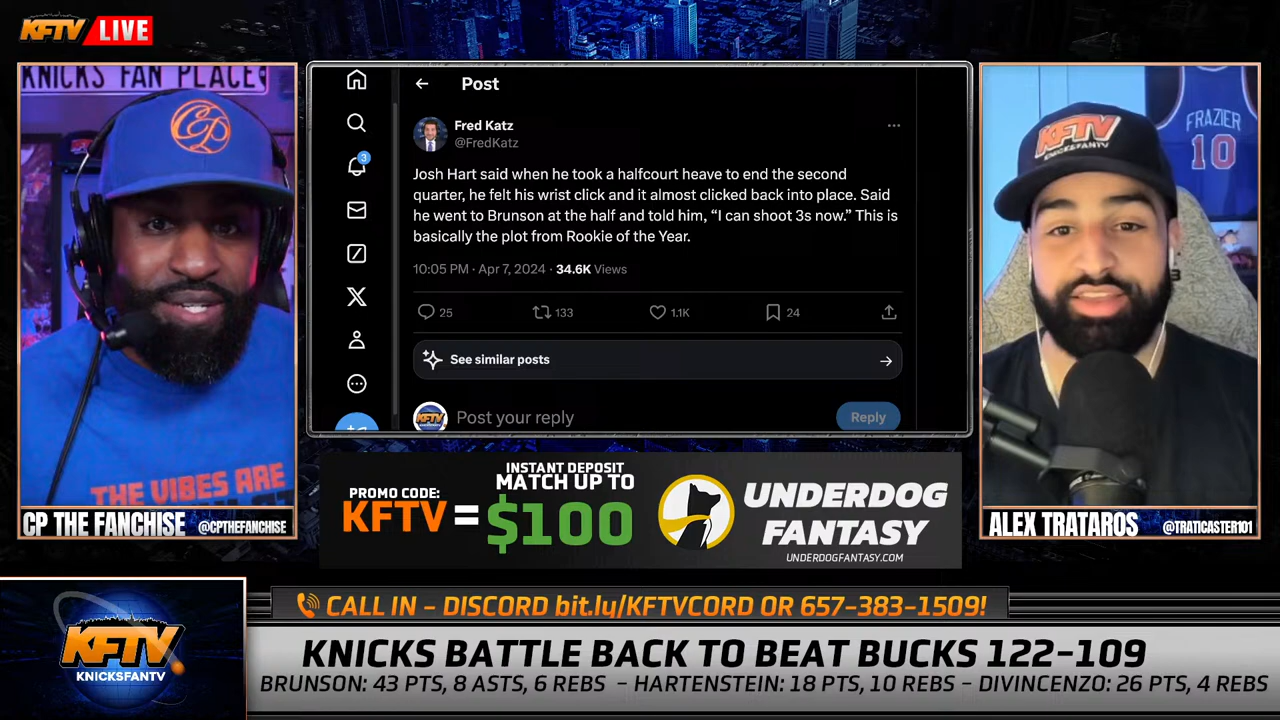 KFTV LIVE
KNICKS FAN PLACE
CP
THE VIBES ARE
CP THE FANCHISE @CPTHEFANCHISE
Post
Fred Katz
@FredKatz
Josh Hart said when he took a halfcourt heave to end the second
quarter, he felt his wrist click and it almost clicked back into place. Said
he went to Brunson at the half and told him, “I can shoot 3s now.” This is
basically the plot from Rookie of the Year.
10:05 PM · Apr 7, 2024 · 34.6K Views
25 133 1.1K 24
See similar posts
Post your reply
Reply
3
FRAZIER
10
KFTV
KNICKSFANTV
ALEX TRATAROS @TRATICASTER101
PROMO CODE:
KFTV
=
INSTANT DEPOSIT
MATCH UP TO
$100
UNDERDOG
FANTASY
UNDERDOGFANTASY.COM
CALL IN - DISCORD bit.ly/KFTVCORD OR 657-383-1509!
KFTV
KNICKSFANTV
KNICKS BATTLE BACK TO BEAT BUCKS 122-109
BRUNSON: 43 PTS, 8 ASTS, 6 REBS - HARTENSTEIN: 18 PTS, 10 REBS - DIVINCENZO: 26 PTS, 4 REBS